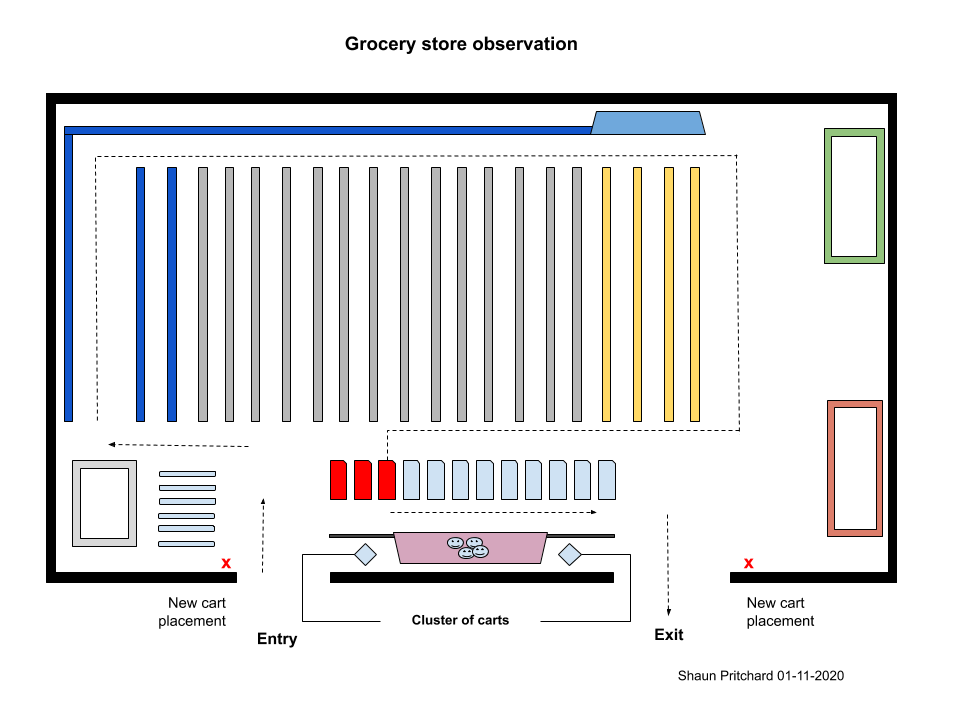 Grocery store observation
x
x
New cart
placement
New cart
placement
Cluster of carts
Entry
Exit
Shaun Pritchard 01-11-2020